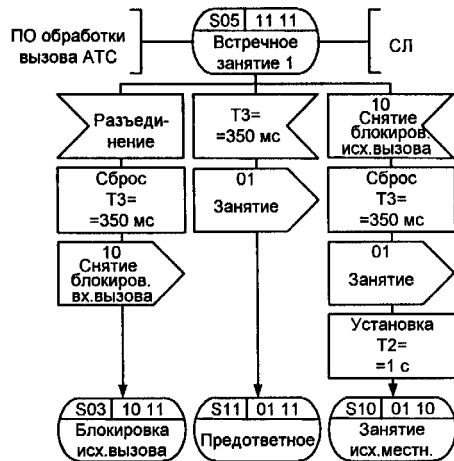 ПО обработки
вызова АТС
S05 11 11
Встречное
занятие 1
СЛ
Разъеди-
нение
Сброс
Т3=
=350 мс
10
Снятие
блокиров.
вх.вызова
S03 10 11
Блокировка
исх.вызова
Т3=
=350 мс
01
Занятие
S11 01 11
Предответное
10
Снятие
блокиров.
исх.вызова
Сброс
Т3=
=350 мс
01
Занятие
Установка
Т2=
=1 с
S10 01 10
Занятие
исх.местн.